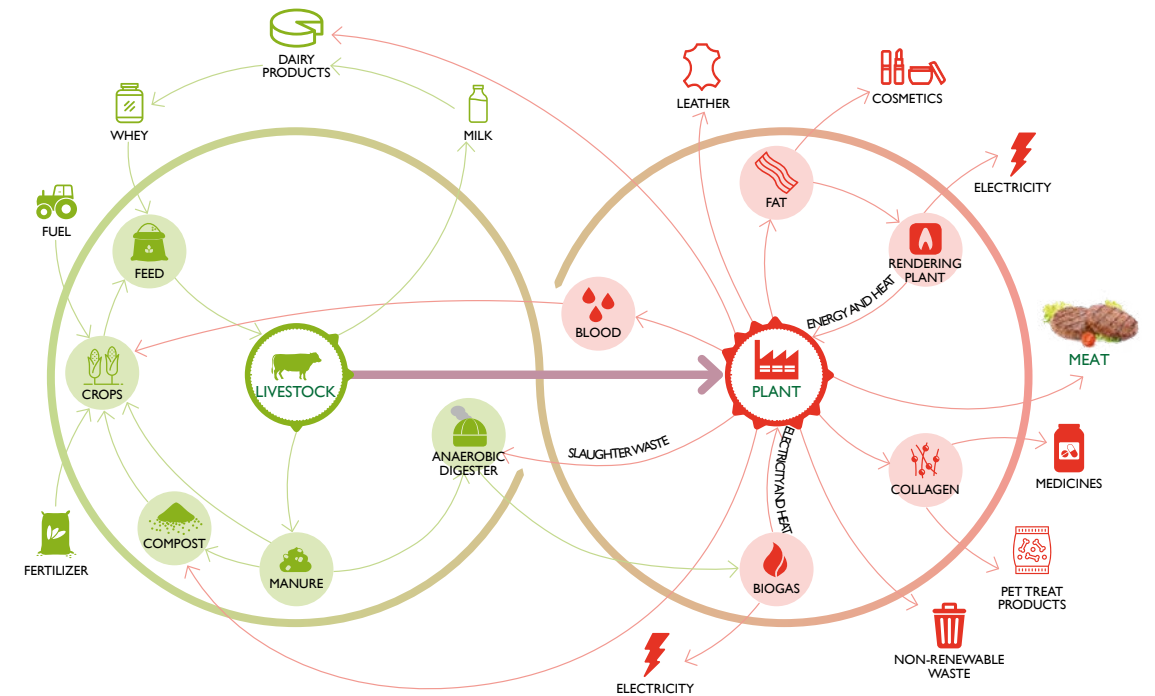 DAIRY
PRODUCTS
LEATHER
COSMETICS
WHEY
MILK
ELECTRICITY
FUEL
FAT
FEED
RENDERING
PLANT
ENERGY AND HEAT
BLOOD
MEAT
CROPS
LIVESTOCK
PLANT
ANAEROBIC
DIGESTER
SLAUGHTER WASTE
ELECTRICITY AND HEAT
COLLAGEN
MEDICINES
COMPOST
FERTILIZER
MANURE
BIOGAS
PET TREAT
PRODUCTS
NON-RENEWABLE
WASTE
ELECTRICITY